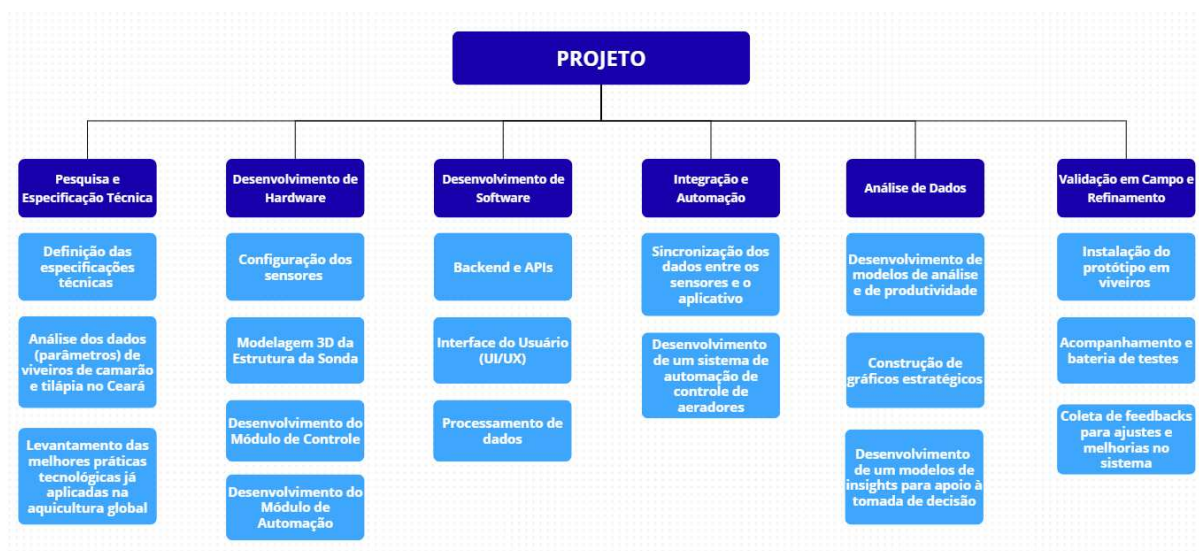 PROJETO
Pesquisa e
Especificação Técnica
Definição das
especificações
técnicas
Análise dos dados
(parâmetros) de
viveiros de camarão
e tilápia no Ceará
Levantamento das
melhores práticas
tecnológicas já
aplicadas na
aquicultura global
Desenvolvimento de
Hardware
Configuração dos
sensores
Modelagem 3D da
Estrutura da Sonda
Desenvolvimento do
Módulo de Controle
Desenvolvimento do
Módulo de
Automação
Desenvolvimento de
Software
Backend e APIs
Interface do Usuário
(UI/UX)
Processamento de
dados
Integração e
Automação
Sincronização dos
dados entre os
sensores e o
aplicativo
Desenvolvimento
de um sistema de
automação de
controle de
aeradores
Análise de Dados
Desenvolvimento de
modelos de análise
e de produtividade
Construção de
gráficos estratégicos
Desenvolvimento
de um modelos de
insights para apoio à
tomada de decisão
Validação em Campo e
Refinamento
Instalação do
protótipo em
viveiros
Acompanhamento e
bateria de testes
Coleta de feedbacks
para ajustes e
melhorias no
sistema